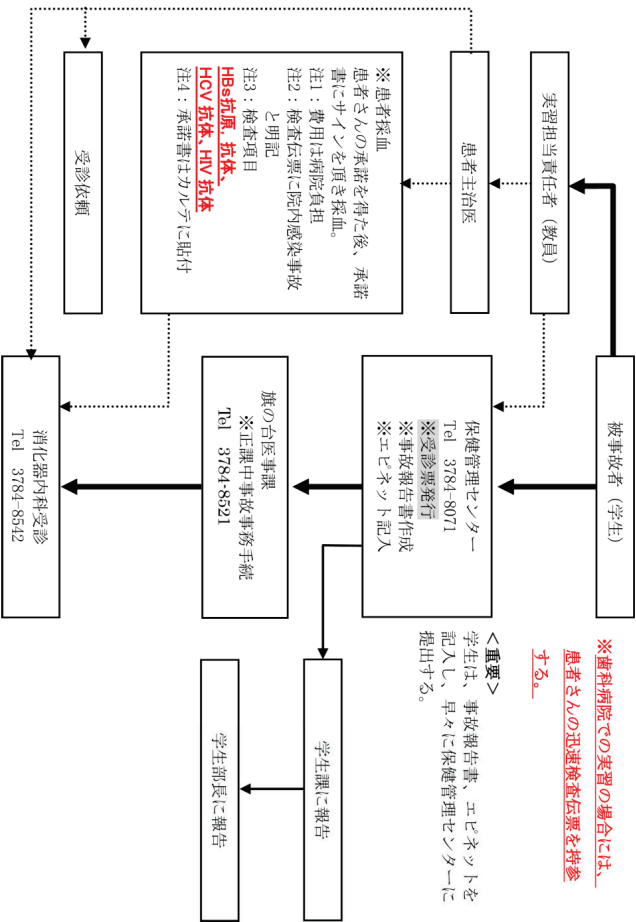 被事故者（学生）
※歯科病院での実習の場合には、
患者さんの迅速検査伝票を持参
する。
実習担当責任者（教員）
患者主治医
※患者採血
患者さんの承諾を得た後、承諾
書にサインを頂き採血。
注1：費用は病院負担
注2：検査伝票に院内感染事故
と明記
注3：検査項目
HBs抗原，抗体、
HCV抗体、HIV抗体
注4：承諾書はカルテに貼付
受診依頼
保健管理センター
Tel 3784-8071
※受診票発行
※事故報告書作成
※エピネット記入
旗の台医事課
※正課中事故事務手続
Tel 3784-8521
消化器内科受診
Tel 3784-8542
＜重要＞
学生は、事故報告書、エピネットを
記入し、早々に保健管理センターに
提出する。
学生課に報告
学生部長に報告